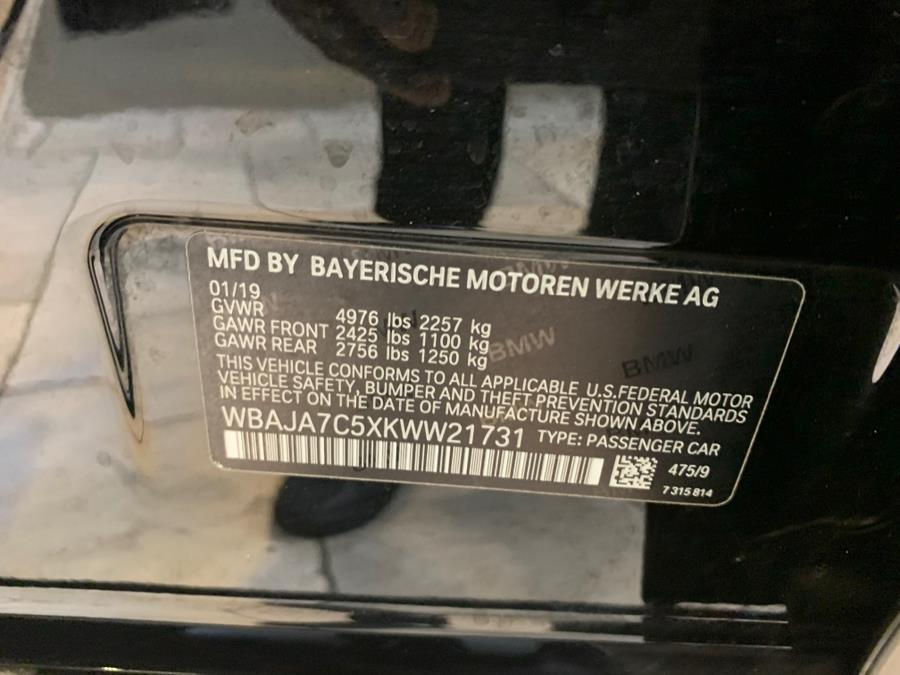 MFD BY BAYERISCHE MOTOREN WERKE AG
01/19
GVWR 4976 lbs 2257 kg
GAWR FRONT 2425 lbs 1100 kg
GAWR REAR 2756 lbs 1250 kg
THIS VEHICLE CONFORMS TO ALL APPLICABLE U.S.FEDERAL MOTOR
VEHICLE SAFETY, BUMPER AND THEFT PREVENTION STANDARDS
IN EFFECT ON THE DATE OF MANUFACTURE SHOWN ABOVE.
WBAJA7C5XKWW21731 TYPE: PASSENGER CAR
475/9
7 315 814
BMW
BMW